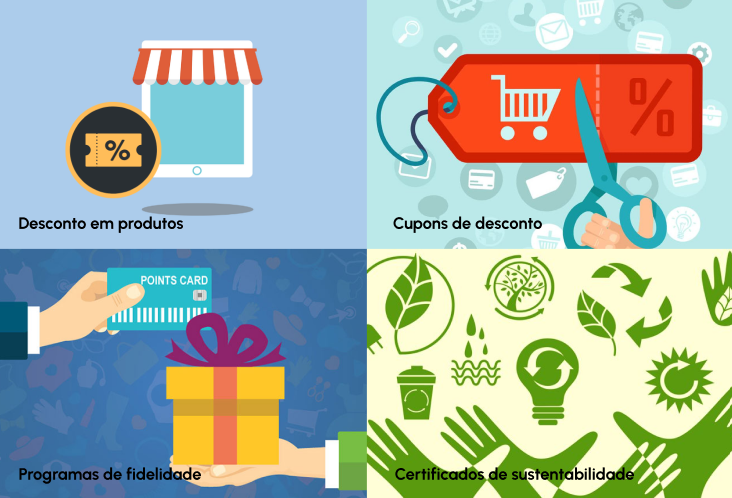 %
%
Desconto em produtos
Cupons de desconto
POINTS CARD
Programas de fidelidade
Certificados de sustentabilidade